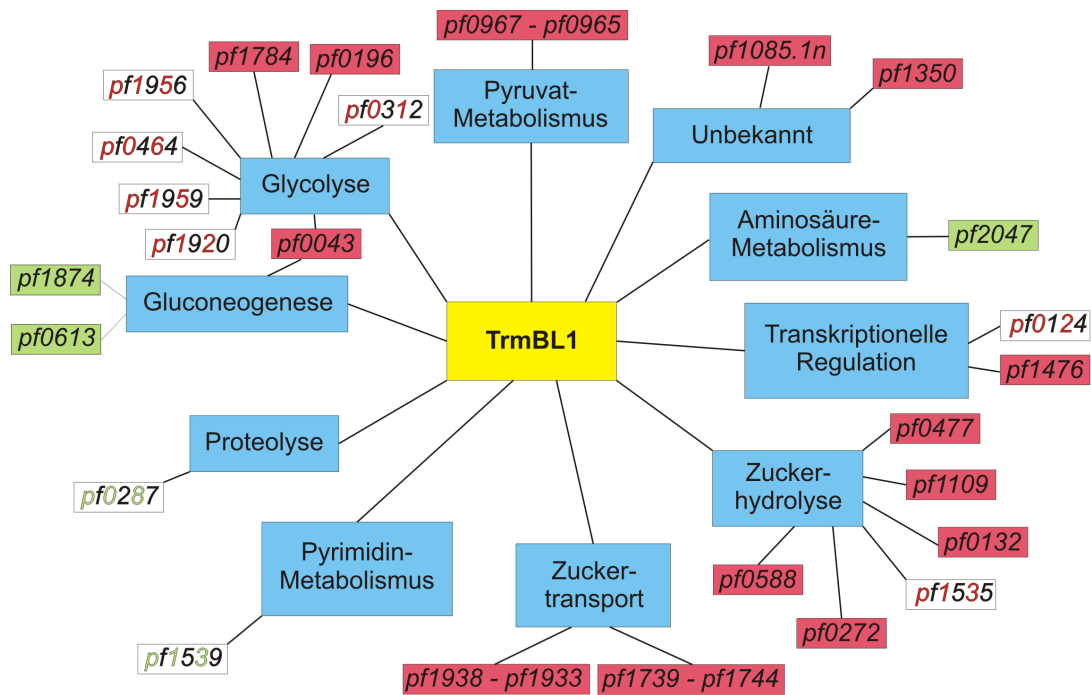 pf0967 - pf0965
pf1784
pf0196
pf1085.1n
pf1350
pf1956
pf0312
Pyruvat-
Metabolismus
Unbekannt
pf0464
Glycolyse
pf1959
pf1920
pf0043
Aminosäure-
Metabolismus
pf2047
pf1874
Gluconeogenese
pf0613
TrmBL1
Transkriptionelle
Regulation
pf0124
pf1476
Proteolyse
pf0287
Zucker-
hydrolyse
pf0477
pf1109
pf0132
pf1535
pf0588
pf0272
Pyrimidin-
Metabolismus
pf1539
Zucker-
transport
pf1938 - pf1933
pf1739 - pf1744